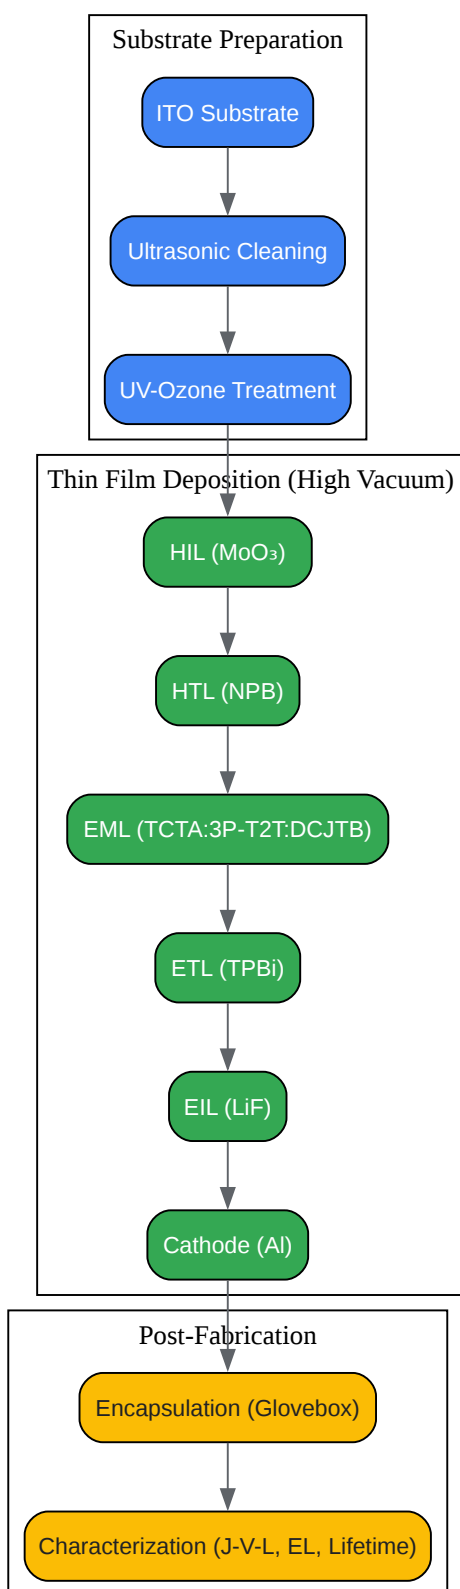 Substrate Preparation
ITO Substrate
Ultrasonic Cleaning
UV-Ozone Treatment
Thin Film Deposition (High Vacuum)
HIL (MoO₃)
HTL (NPB)
EML (TCTA:3P-T2T:DCJTB)
ETL (TPBi)
EIL (LiF)
Cathode (Al)
Post-Fabrication
Encapsulation (Glovebox)
Characterization (J-V-L, EL, Lifetime)